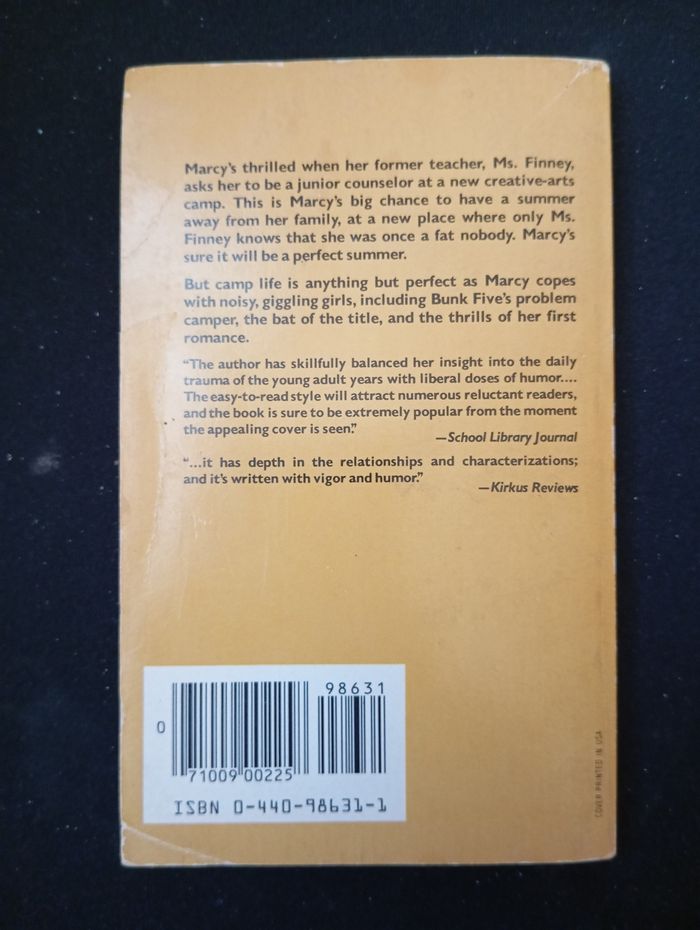 Marcy's thrilled when her former teacher, Ms. Finney,
asks her to be a junior counselor at a new creative-arts
camp. This is Marcy's big chance to have a summer
away from her family, at a new place where only Ms.
Finney knows that she was once a fat nobody. Marcy's
sure it will be a perfect summer.
But camp life is anything but perfect as Marcy copes
with noisy, giggling girls, including Bunk Five's problem
camper, the bat of the title, and the thrills of her first
romance.
"The author has skillfully balanced her insight into the daily
trauma of the young adult years with liberal doses of humor....
The easy-to-read style will attract numerous reluctant readers,
and the book is sure to be extremely popular from the moment
the appealing cover is seen."
—School Library Journal
"...it has depth in the relationships and characterizations;
and it's written with vigor and humor."
—Kirkus Reviews
98631
0
71009 00225
ISBN 0-440-98631-1
COVER PRINTED IN USA